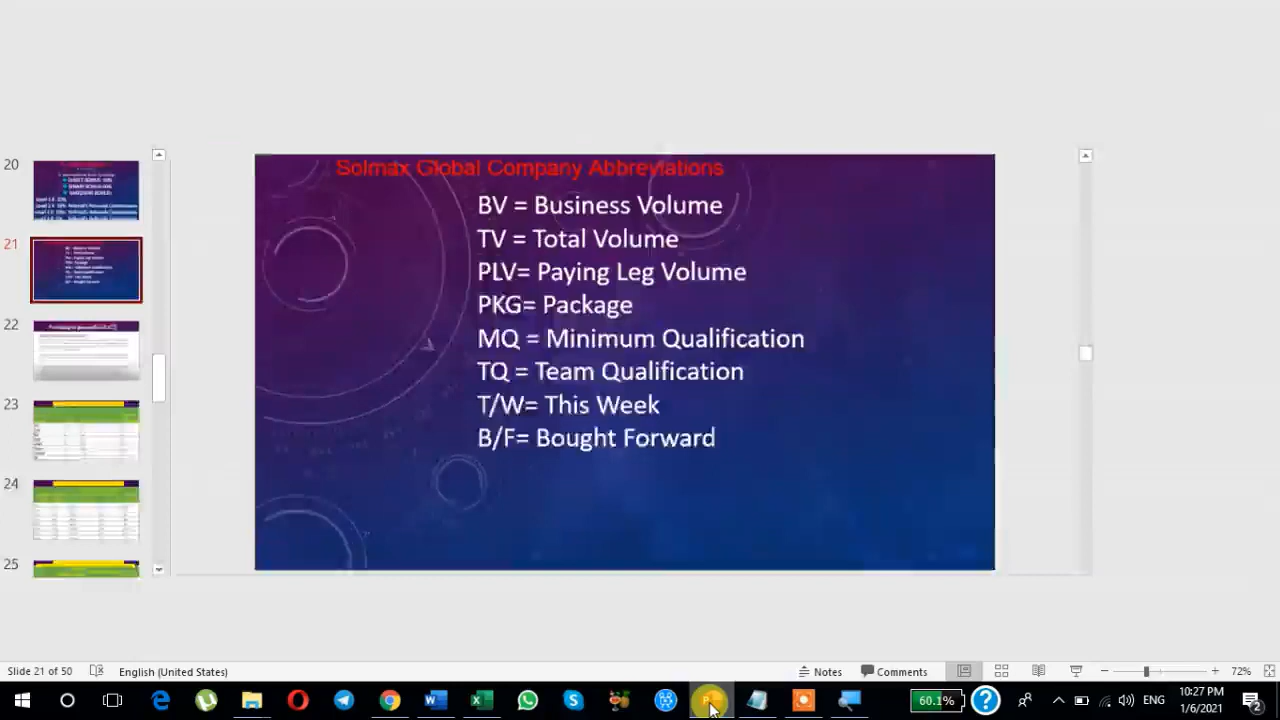 20
21
22
23
24
25
Solmax Global Company Abbreviations
BV = Business Volume
TV = Total Volume
PLV= Paying Leg Volume
PKG= Package
MQ = Minimum Qualification
TQ = Team Qualification
T/W= This Week
B/F= Bought Forward
Slide 21 of 50
English (United States)
Notes
Comments
72%
60.1%
ENG
10:27 PM
1/6/2021
2